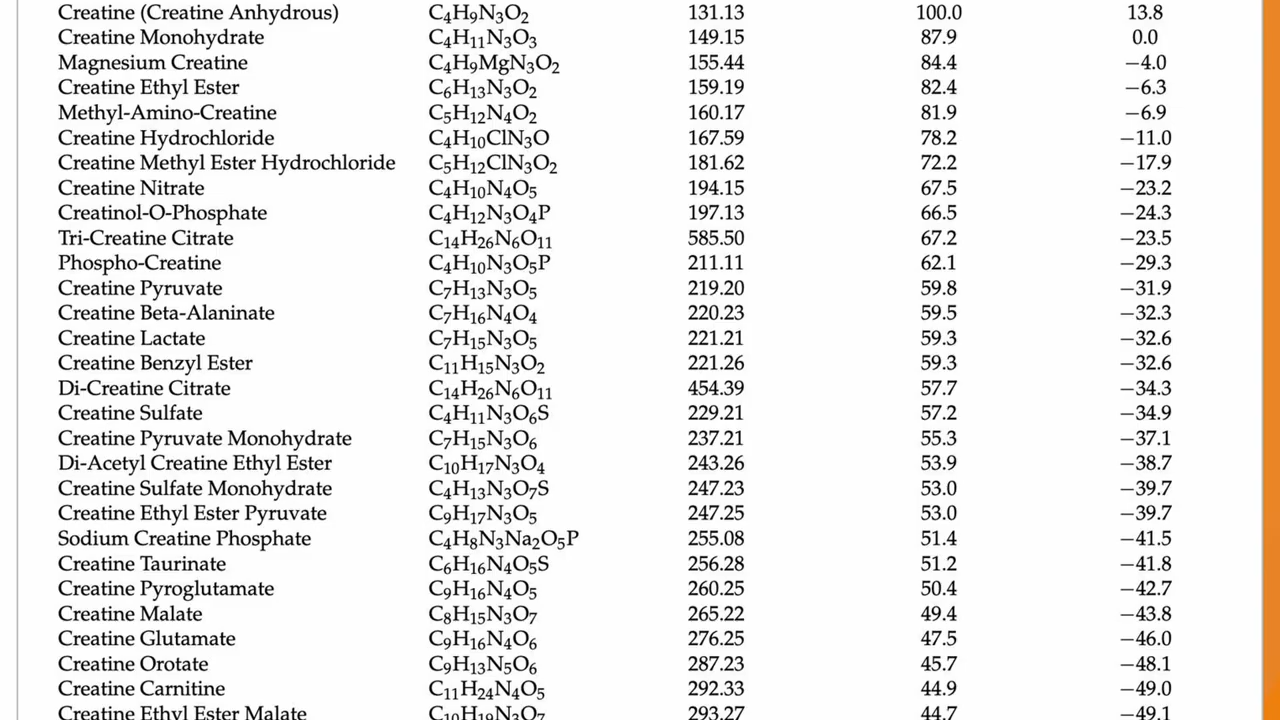 Creatine (Creatine Anhydrous) C4H9N3O2 131.13 100.0 13.8
Creatine Monohydrate C4H11N3O3 149.15 87.9 0.0
Magnesium Creatine C4H9MgN3O2 155.44 84.4 −4.0
Creatine Ethyl Ester C6H13N3O2 159.19 82.4 −6.3
Methyl-Amino-Creatine C5H12N4O2 160.17 81.9 −6.9
Creatine Hydrochloride C4H10ClN3O 167.59 78.2 −11.0
Creatine Methyl Ester Hydrochloride C5H12ClN3O2 181.62 72.2 −17.9
Creatine Nitrate C4H10N4O5 194.15 67.5 −23.2
Creatinol-O-Phosphate C4H12N3O4P 197.13 66.5 −24.3
Tri-Creatine Citrate C14H26N6O11 585.50 67.2 −23.5
Phospho-Creatine C4H10N3O5P 211.11 62.1 −29.3
Creatine Pyruvate C7H13N3O5 219.20 59.8 −31.9
Creatine Beta-Alaninate C7H16N4O4 220.23 59.5 −32.3
Creatine Lactate C7H15N3O5 221.21 59.3 −32.6
Creatine Benzyl Ester C11H15N3O2 221.26 59.3 −32.6
Di-Creatine Citrate C14H26N6O11 454.39 57.7 −34.3
Creatine Sulfate C4H11N3O6S 229.21 57.2 −34.9
Creatine Pyruvate Monohydrate C7H15N3O6 237.21 55.3 −37.1
Di-Acetyl Creatine Ethyl Ester C10H17N3O4 243.26 53.9 −38.7
Creatine Sulfate Monohydrate C4H13N3O7S 247.23 53.0 −39.7
Creatine Ethyl Ester Pyruvate C9H17N3O5 247.25 53.0 −39.7
Sodium Creatine Phosphate C4H8N3Na2O5P 255.08 51.4 −41.5
Creatine Taurinate C6H16N4O5S 256.28 51.2 −41.8
Creatine Pyroglutamate C9H16N4O5 260.25 50.4 −42.7
Creatine Malate C8H15N3O7 265.22 49.4 −43.8
Creatine Glutamate C9H16N4O6 276.25 47.5 −46.0
Creatine Orotate C9H13N5O6 287.23 45.7 −48.1
Creatine Carnitine C11H24N4O5 292.33 44.9 −49.0
Creatine Ethyl Ester Malate C10H19N3O7 293.27 44.7 −49.1